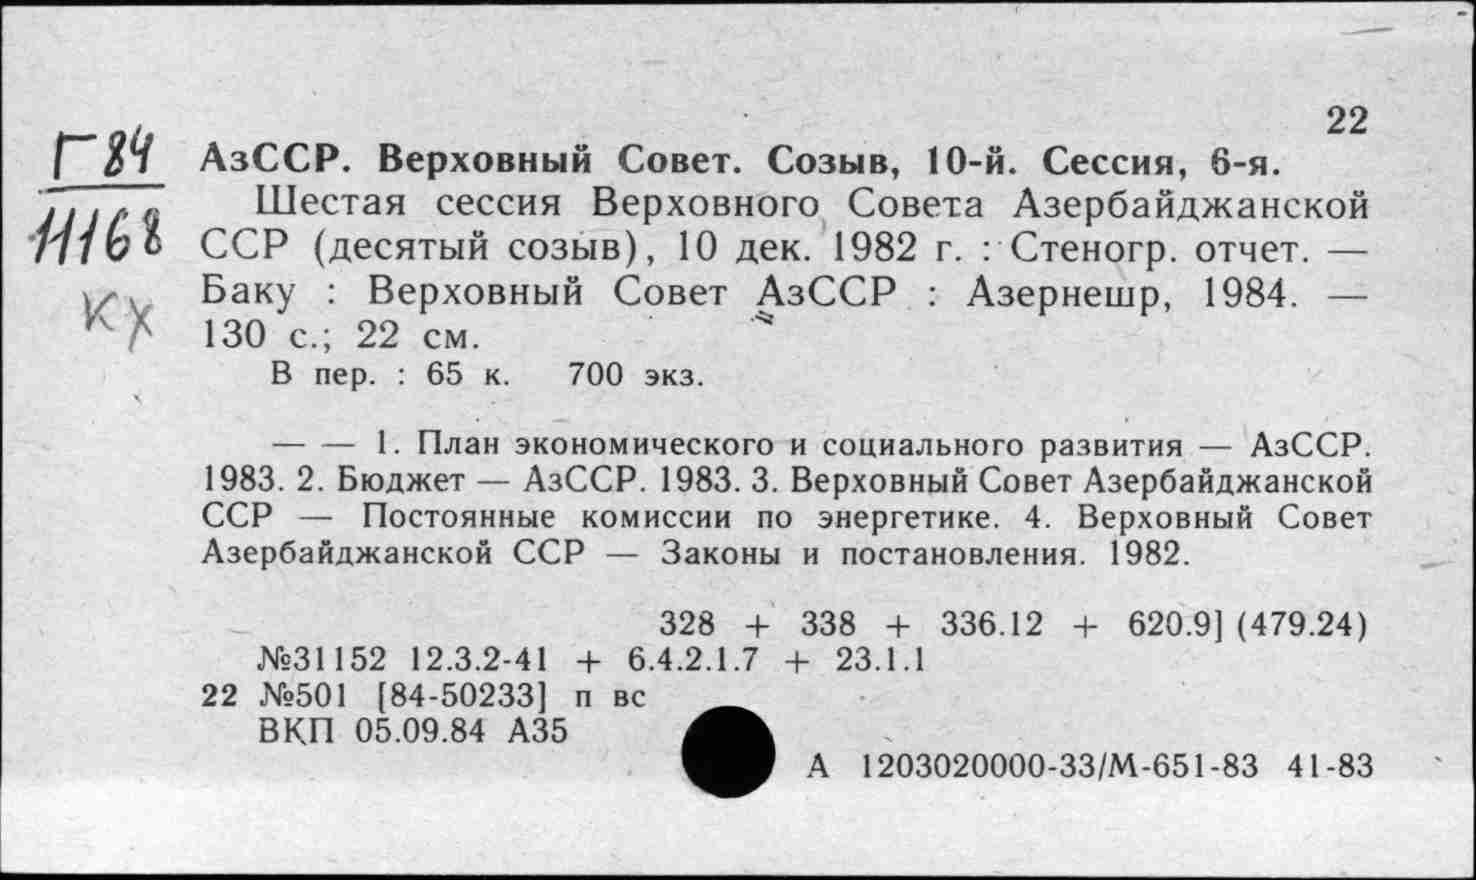 22
Г84
11168
кх
АзССР. Верховный Совет. Созыв, 10-й. Сессия, 6-я.
Шестая сессия Верховного Совета Азербайджанской
ССР (десятый созыв), 10 дек. 1982 г. : Стеногр. отчет. —
Баку : Верховный Совет АзССР : Азернешр, 1984. —
130 с.; 22 см.
В пер. : 65 к. 700 экз.
— — 1. План экономического и социального развития — АзССР.
1983. 2. Бюджет — АзССР. 1983. 3. Верховный Совет Азербайджанской
ССР — Постоянные комиссии по энергетике. 4. Верховный Совет
Азербайджанской ССР — Законы и постановления. 1982.
328 + 338 + 336.12 + 620.9] (479.24)
№31152 12.3.2-41 + 6.4.2.1.7 + 23.1.1
22 №501 [84-50233] п вс
ВКП 05.09.84 А35
А 1203020000-33/М-651-83 41-83